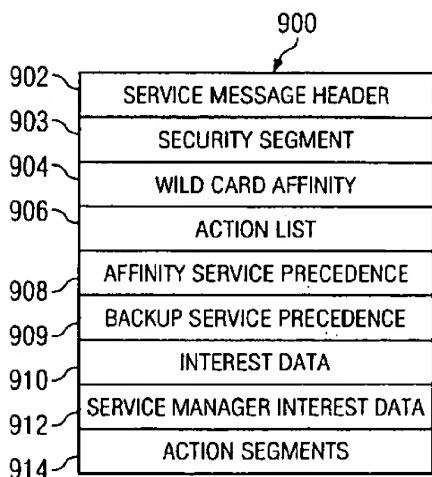 900
902 SERVICE MESSAGE HEADER
903 SECURITY SEGMENT
904 WILD CARD AFFINITY
906 ACTION LIST
908 AFFINITY SERVICE PRECEDENCE
909 BACKUP SERVICE PRECEDENCE
910 INTEREST DATA
912 SERVICE MANAGER INTEREST DATA
914 ACTION SEGMENTS